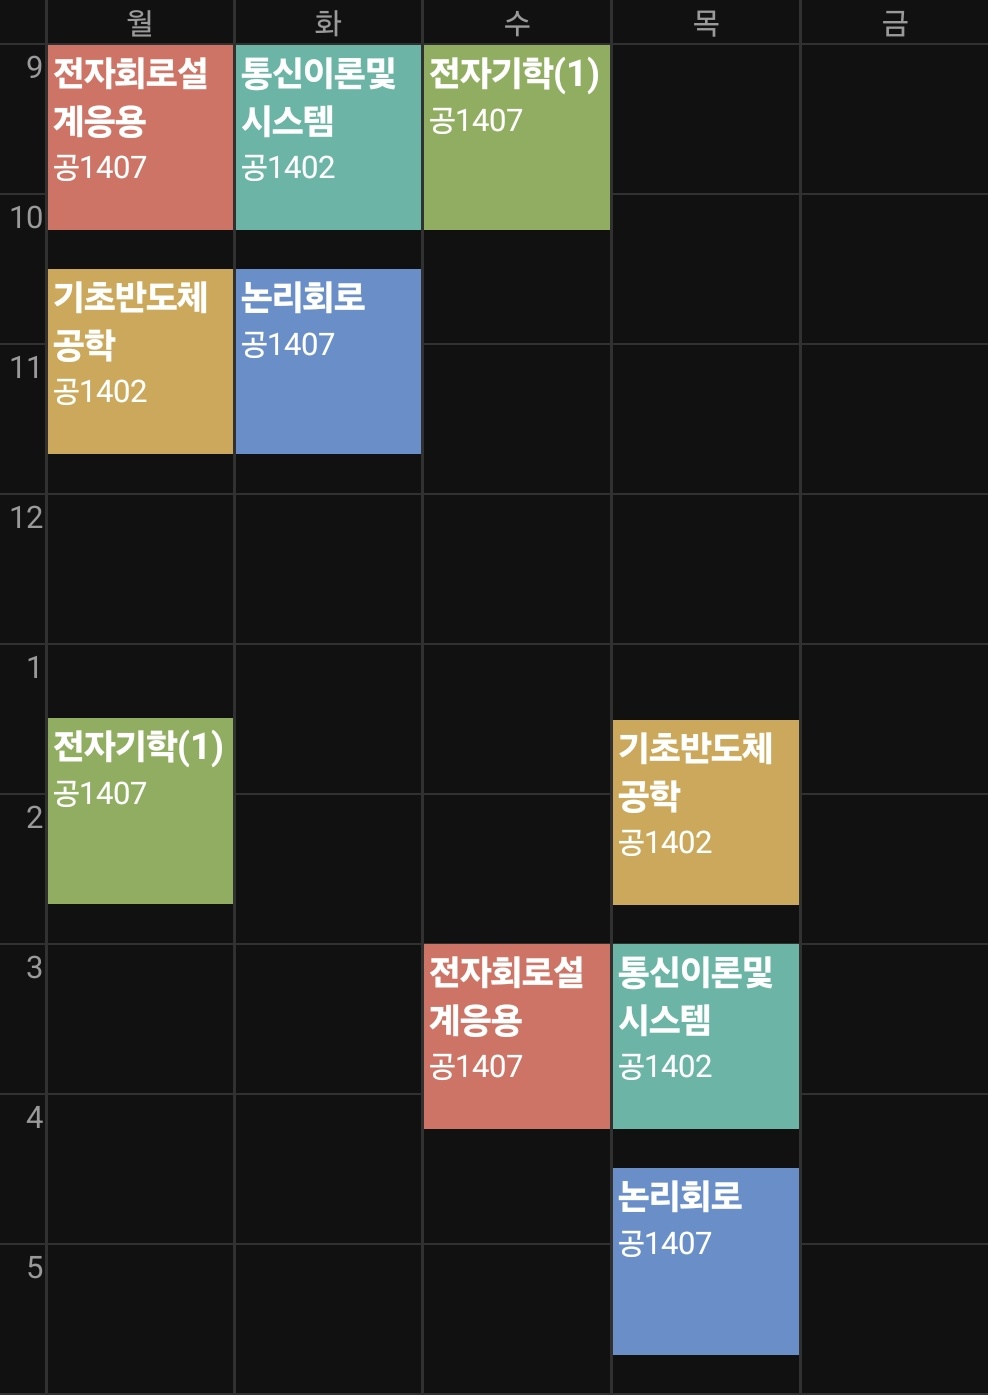 월 화 수 목 금
9
전자회로설
계응용
공1407
통신이론및
시스템
공1402
전자기학(1)
공1407
10
기초반도체
공학
공1402
논리회로
공1407
11
12
1
전자기학(1)
공1407
기초반도체
공학
공1402
2
3
전자회로설
계응용
공1407
통신이론및
시스템
공1402
4
논리회로
공1407
5